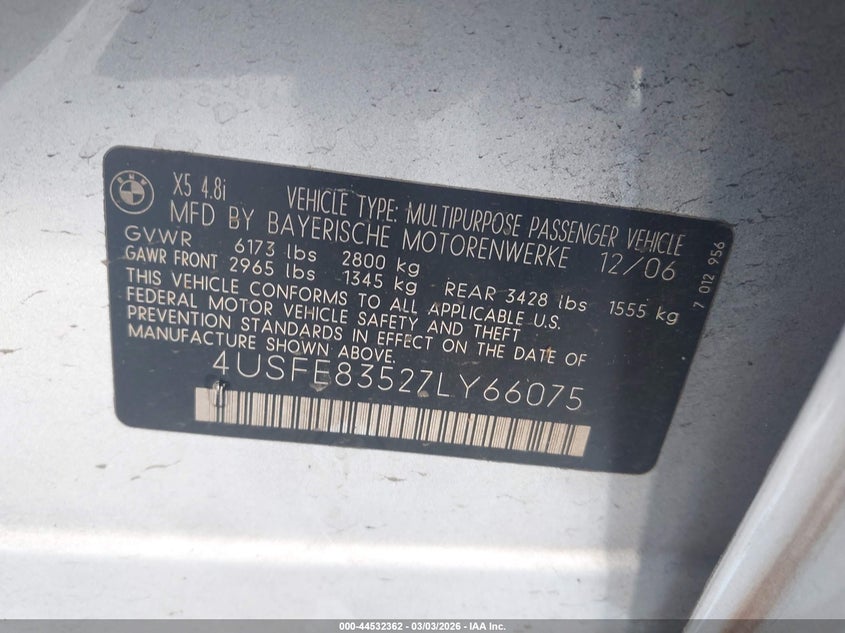 BMW
X5 4.8i
VEHICLE TYPE: MULTIPURPOSE PASSENGER VEHICLE
MFD BY BAYERISCHE MOTORENWERKE 12/06
GVWR 6173 lbs 2800 kg
GAWR FRONT 2965 lbs 1345 kg REAR 3428 lbs 1555 kg
THIS VEHICLE CONFORMS TO ALL APPLICABLE U.S.
FEDERAL MOTOR VEHICLE SAFETY AND THEFT
PREVENTION STANDARDS IN EFFECT ON THE DATE OF
MANUFACTURE SHOWN ABOVE.
4USFE83527LY66075
7 012 956
000-44532362 - 03/03/2026 - IAA Inc.